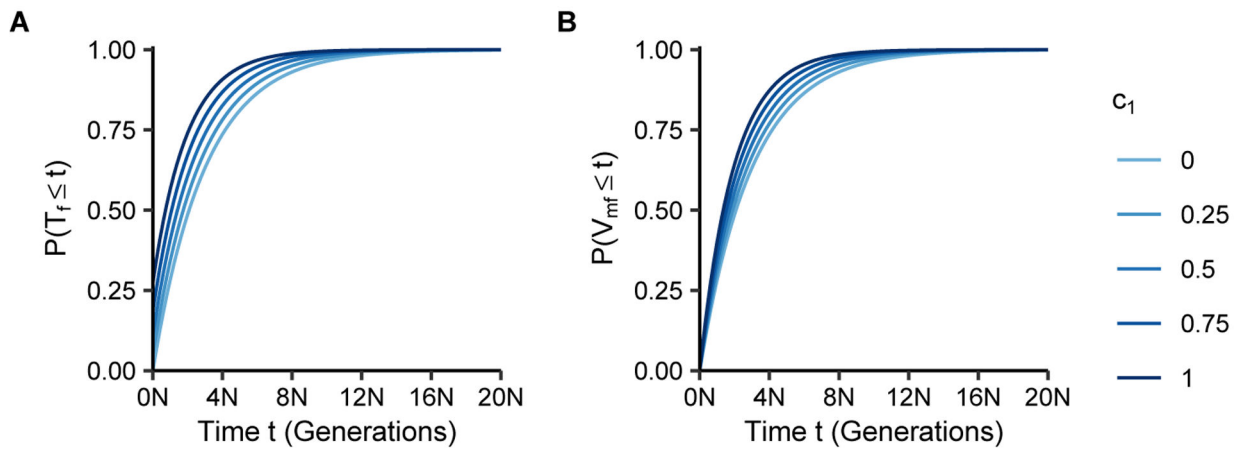 A
P(T_f ≤ t)
1.00
0.75
0.50
0.25
0.00
0N 4N 8N 12N 16N 20N
Time t (Generations)
B
P(V_mf ≤ t)
1.00
0.75
0.50
0.25
0.00
0N 4N 8N 12N 16N 20N
Time t (Generations)
c₁
0
0.25
0.5
0.75
1